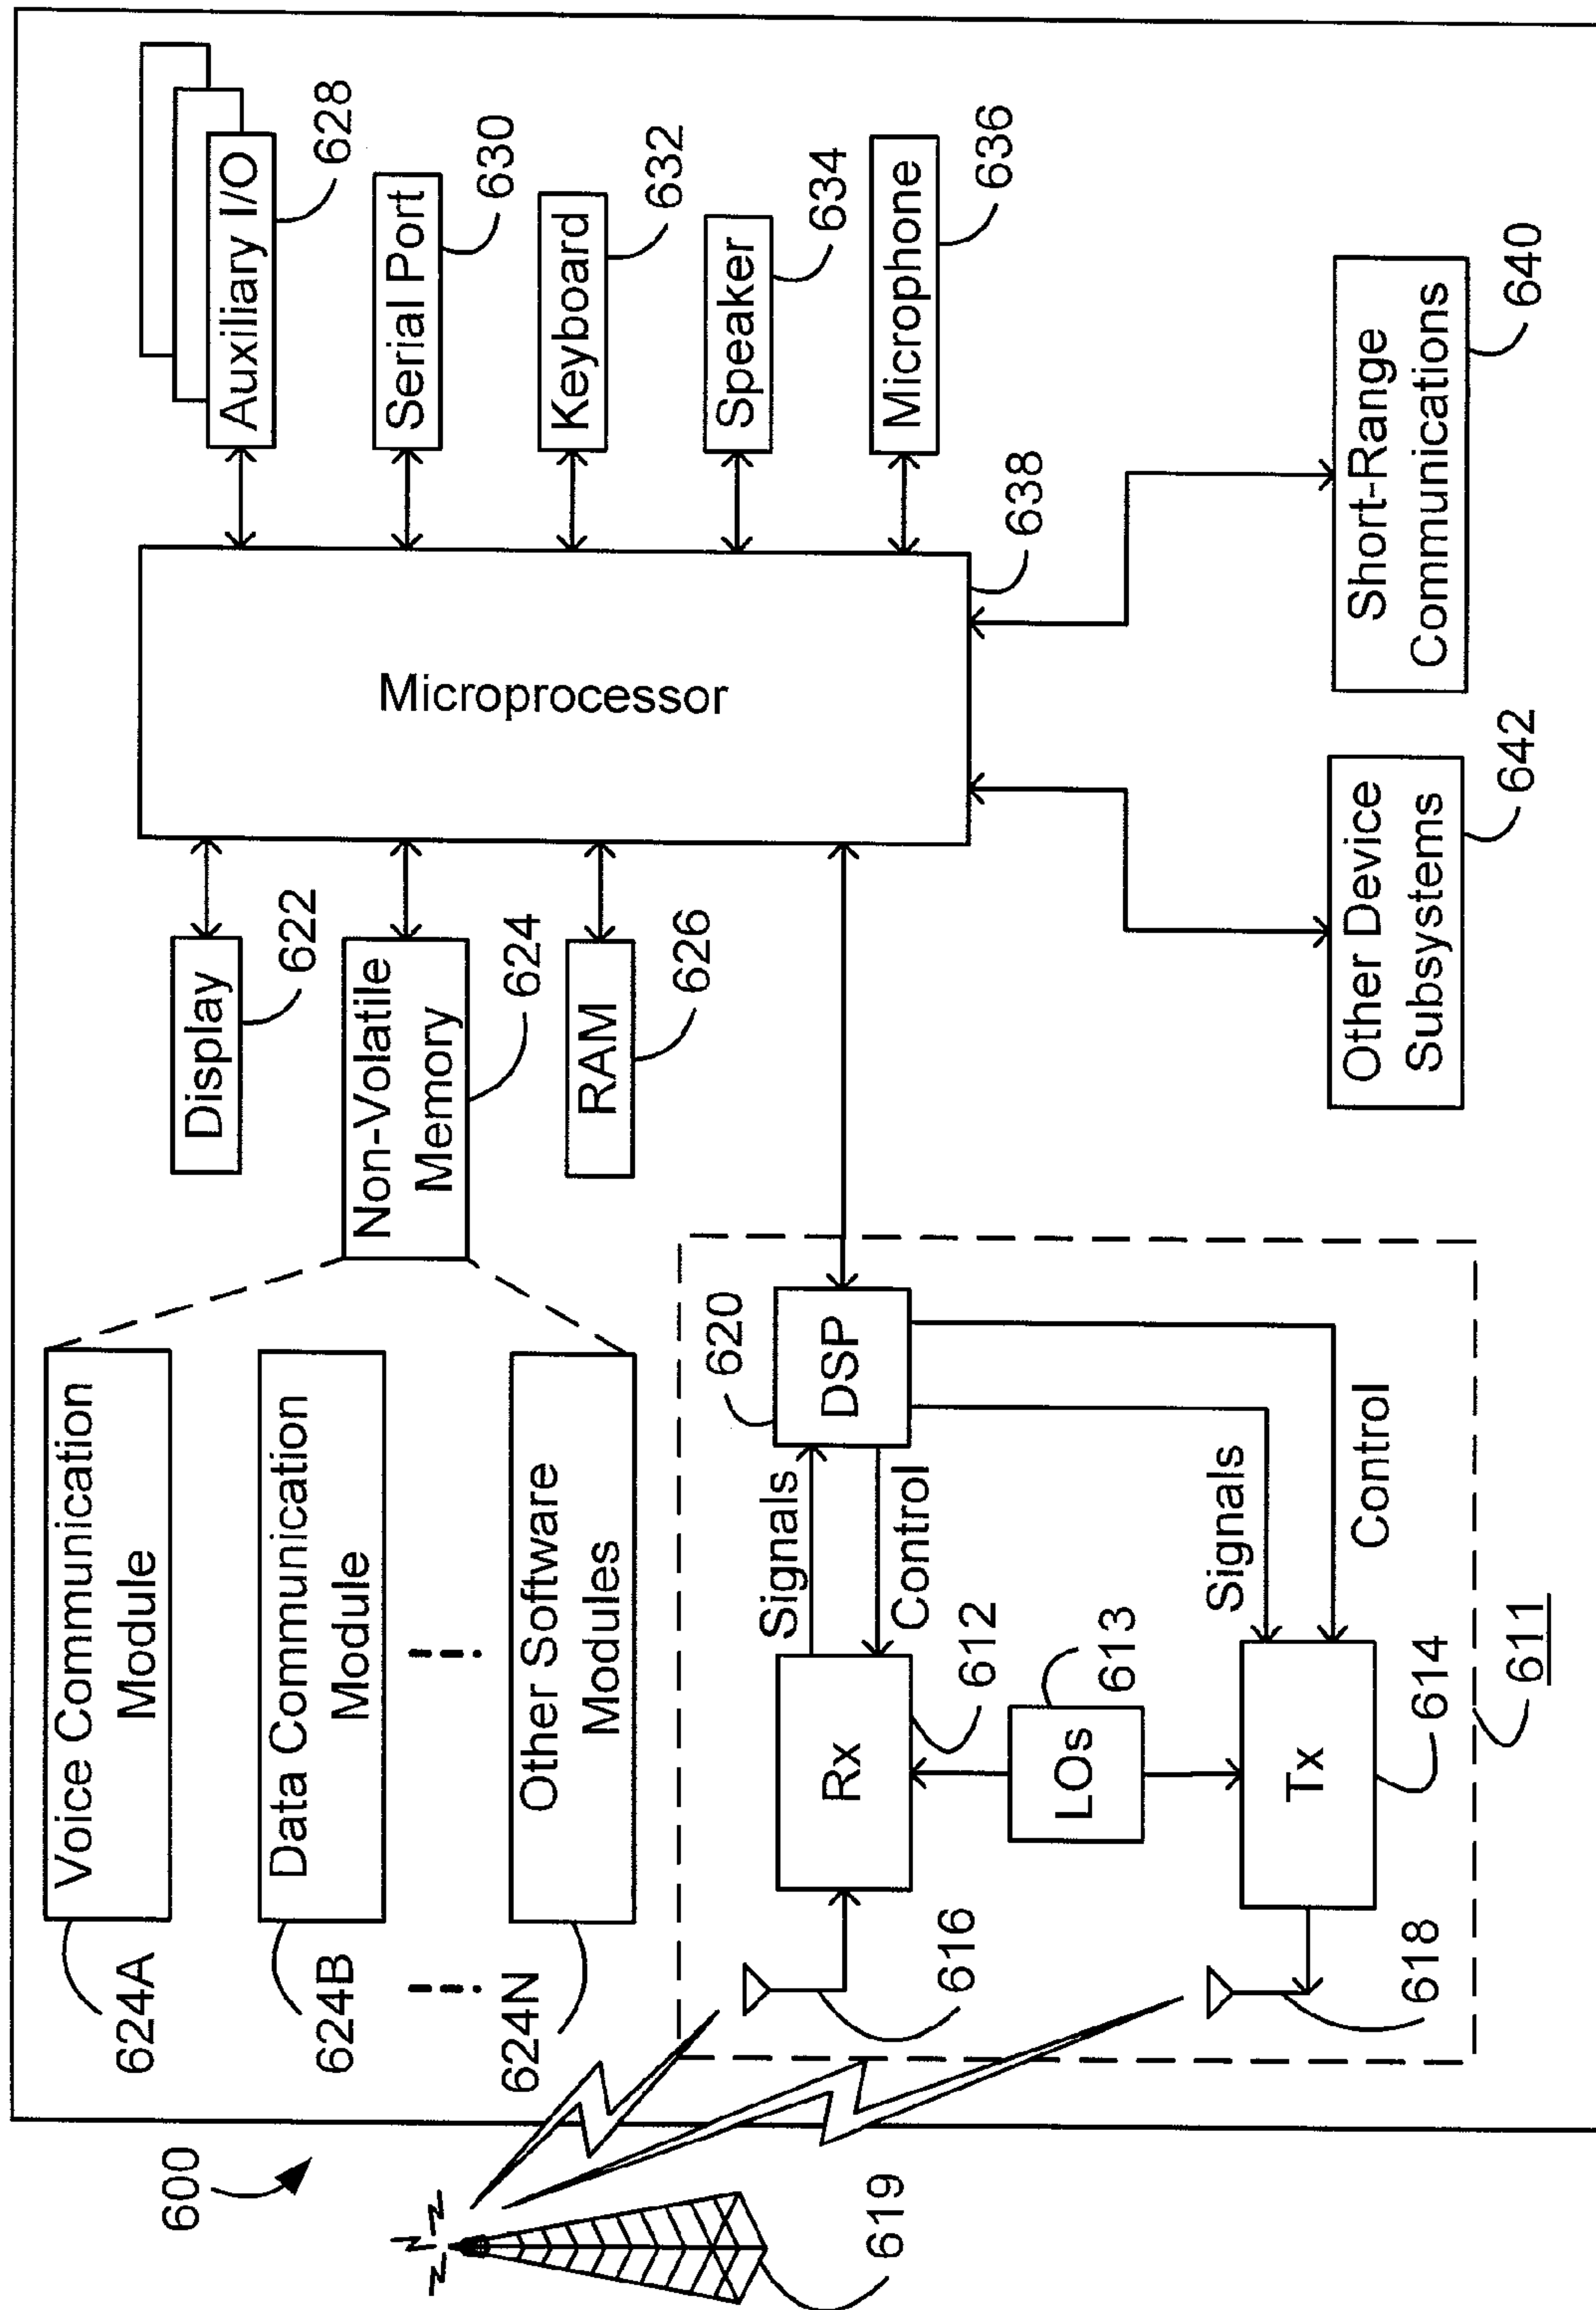 600
619
Voice Communication
Module
624A
Data Communication
Module
624B
Other Software
Modules
624N
Display
622
Non-Volatile
Memory
624
RAM
626
Microprocessor
638
Auxiliary I/O
628
Serial Port
630
Keyboard
632
Speaker
634
Microphone
636
Short-Range
Communications
640
Other Device
Subsystems
642
DSP
620
Signals
Control
Rx
612
LOs
613
Signals
Control
Tx
614
616
618
611